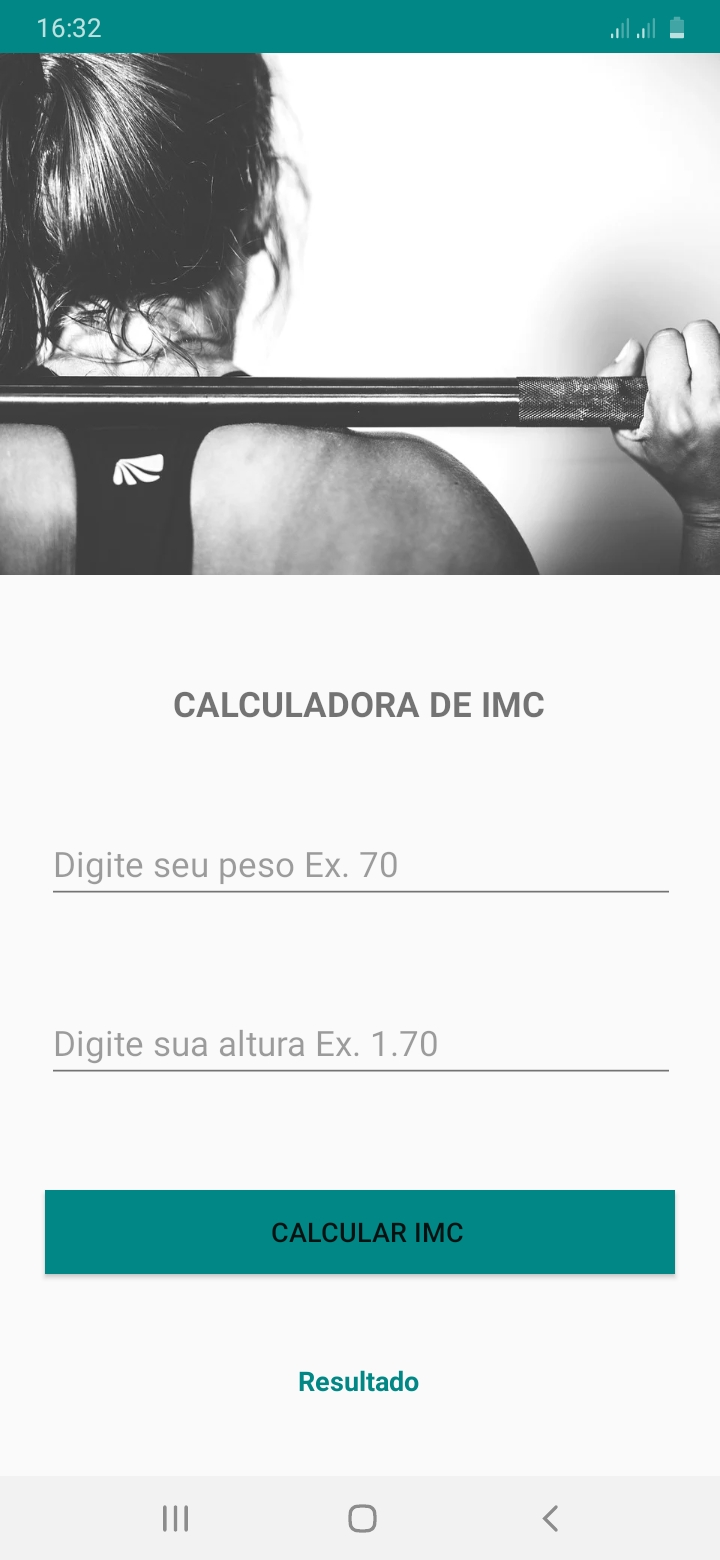 16:32
CALCULADORA DE IMC
Digite seu peso Ex. 70
Digite sua altura Ex. 1.70
CALCULAR IMC
Resultado